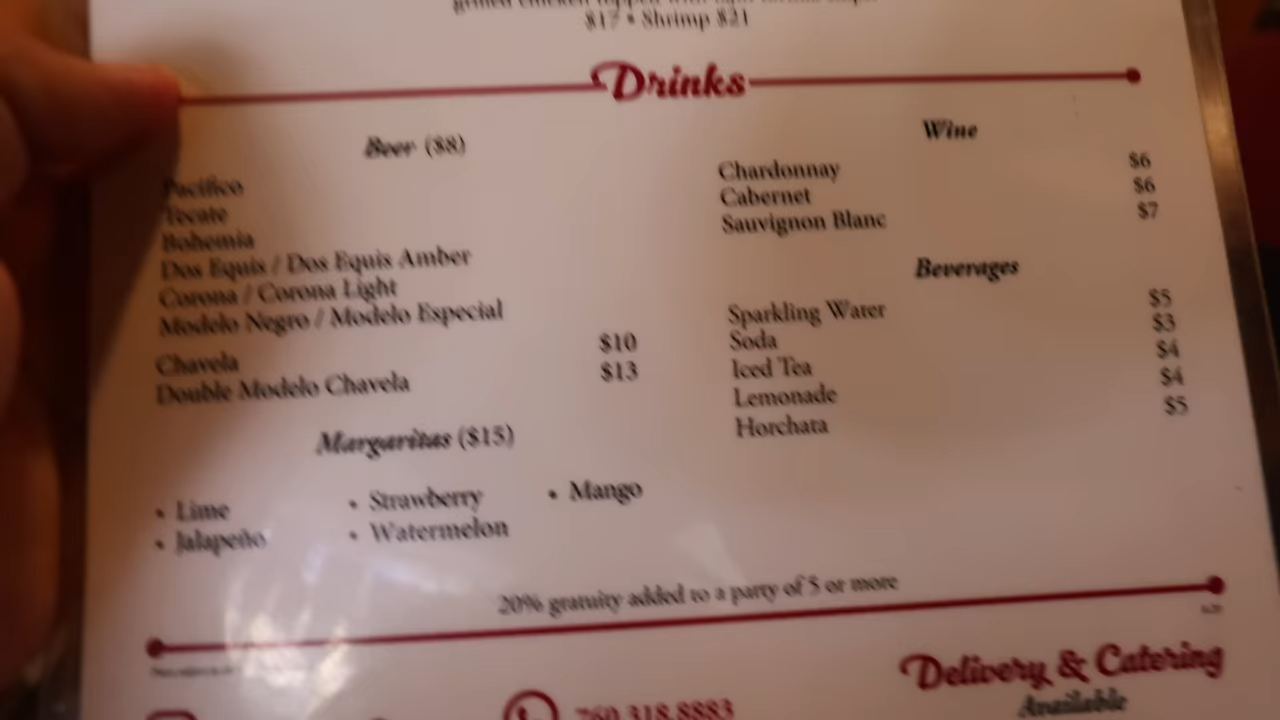 grilled chicken topped with
$17 • Shrimp $21
Drinks
Beer ($8)
Pacifico
Tecate
Bohemia
Dos Equis / Dos Equis Amber
Corona / Corona Light
Modelo Negro / Modelo Especial
Chavela $10
Double Modelo Chavela $13
Margaritas ($15)
• Lime • Strawberry • Mango
• Jalapeño • Watermelon
Wine
Chardonnay $6
Cabernet $6
Sauvignon Blanc $7
Beverages
Sparkling Water $5
Soda $3
Iced Tea $4
Lemonade $4
Horchata $5
20% gratuity added to a party of 5 or more
Delivery & Catering
Available
760.318.8883